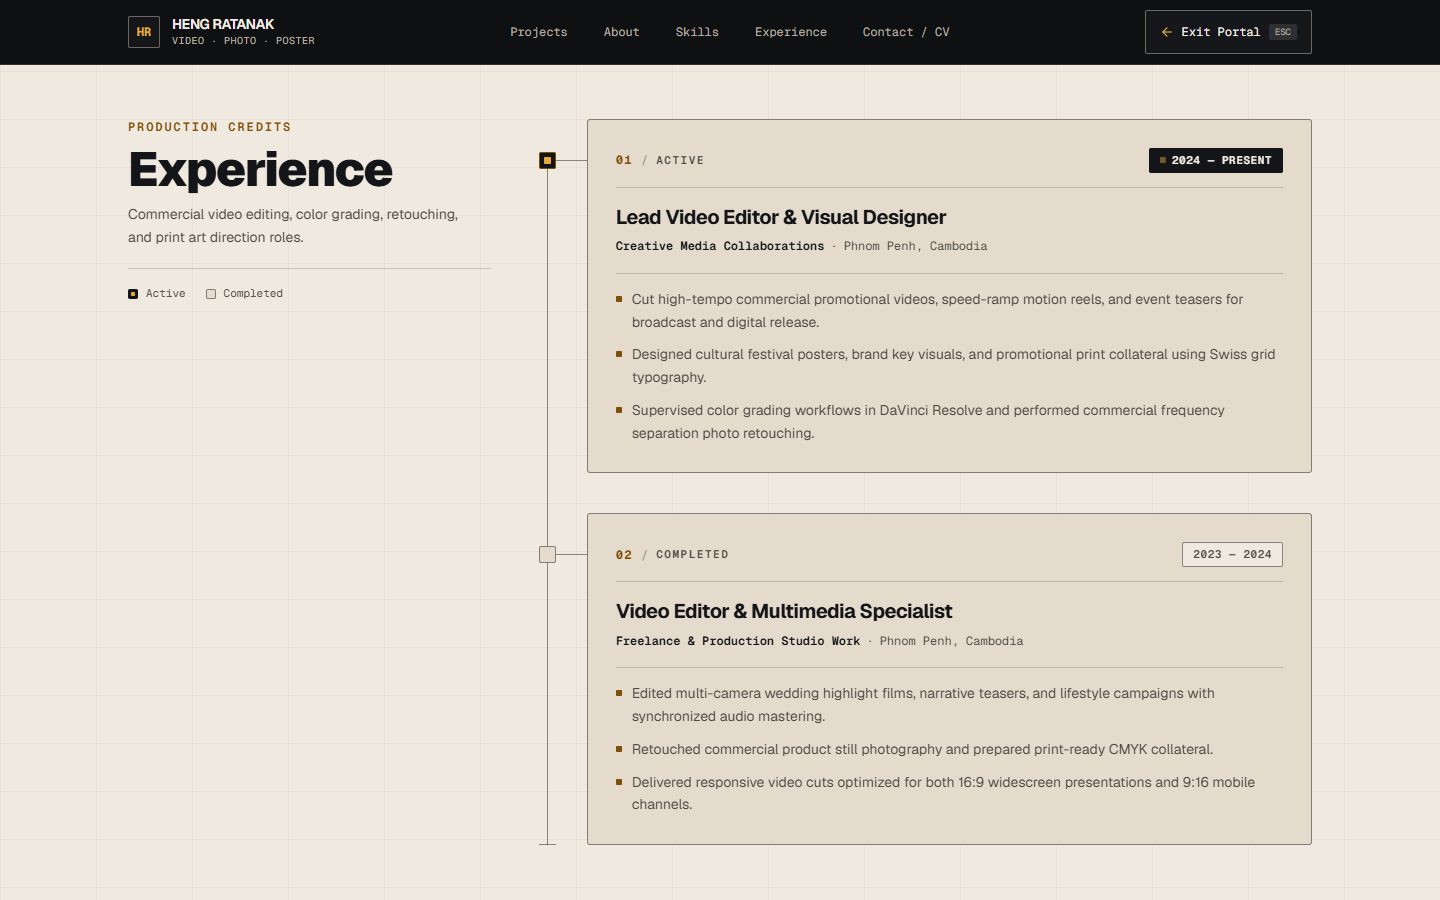 HR
HENG RATANAK
VIDEO · PHOTO · POSTER
Projects
About
Skills
Experience
Contact / CV
← Exit Portal ESC
PRODUCTION CREDITS
Experience
Commercial video editing, color grading, retouching,
and print art direction roles.
Active
Completed
01 / ACTIVE
2024 — PRESENT
Lead Video Editor & Visual Designer
Creative Media Collaborations · Phnom Penh, Cambodia
Cut high-tempo commercial promotional videos, speed-ramp motion reels, and event teasers for
broadcast and digital release.
Designed cultural festival posters, brand key visuals, and promotional print collateral using Swiss grid
typography.
Supervised color grading workflows in DaVinci Resolve and performed commercial frequency
separation photo retouching.
02 / COMPLETED
2023 — 2024
Video Editor & Multimedia Specialist
Freelance & Production Studio Work · Phnom Penh, Cambodia
Edited multi-camera wedding highlight films, narrative teasers, and lifestyle campaigns with
synchronized audio mastering.
Retouched commercial product still photography and prepared print-ready CMYK collateral.
Delivered responsive video cuts optimized for both 16:9 widescreen presentations and 9:16 mobile
channels.